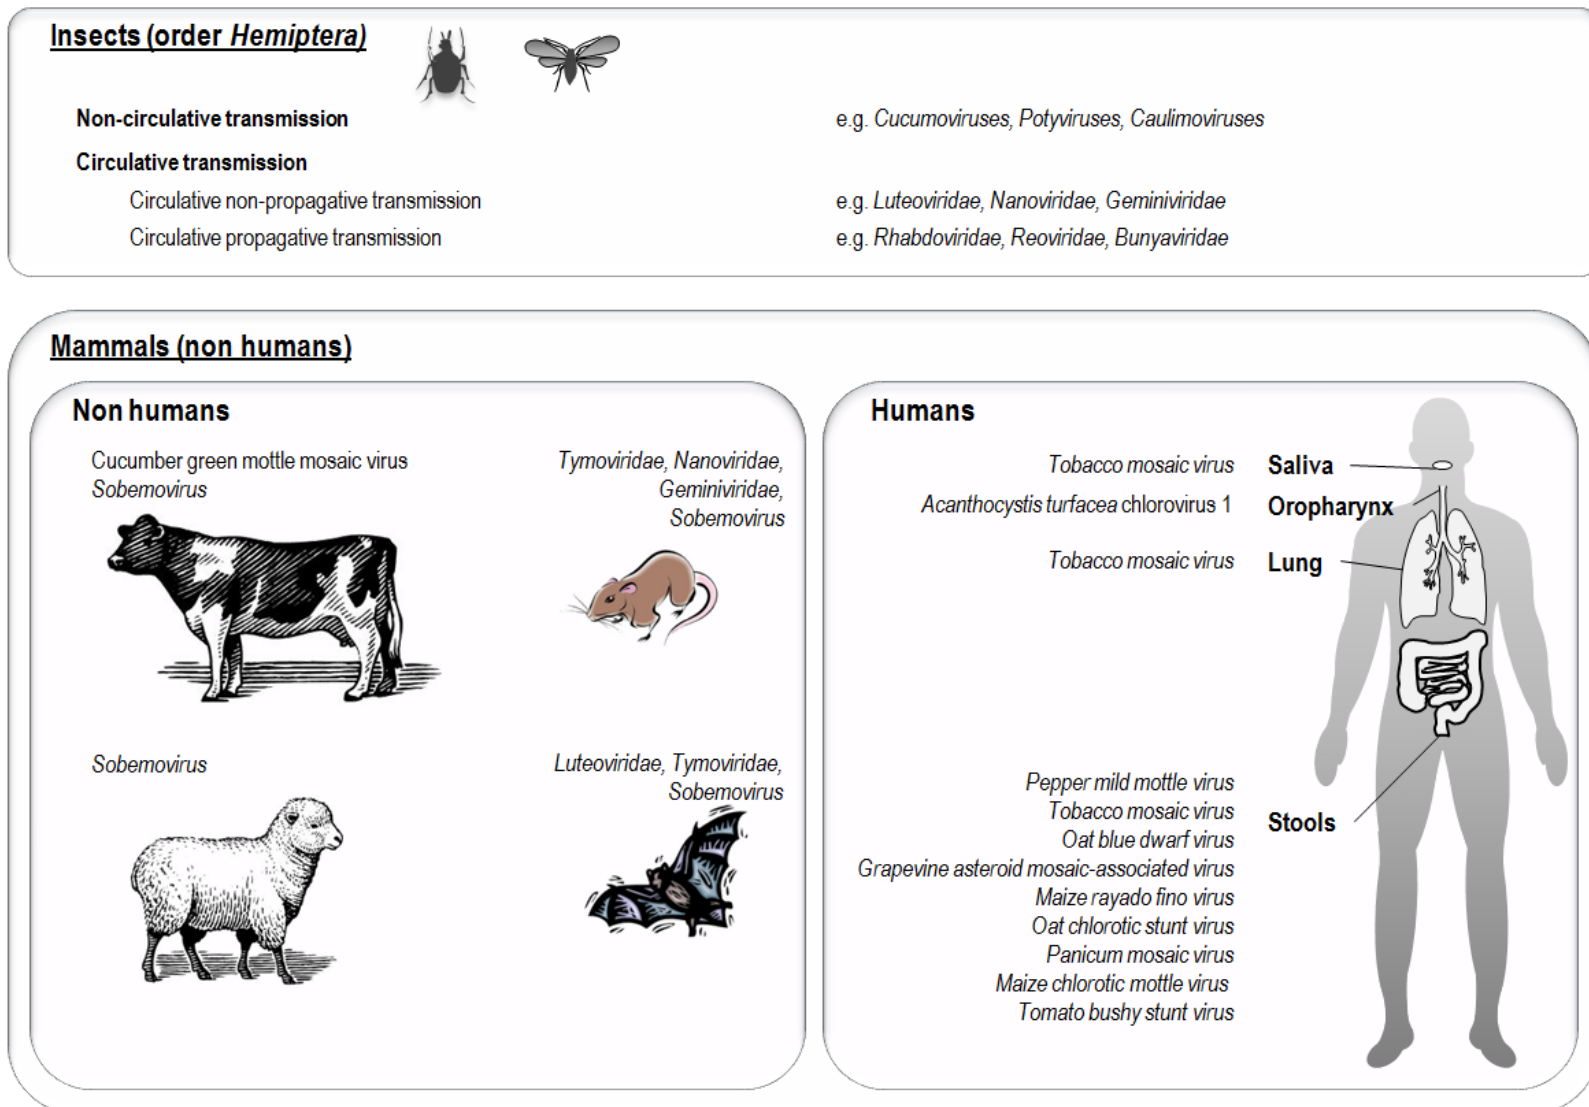 Insects (order Hemiptera)
Non-circulative transmission e.g. Cucumoviruses, Potyviruses, Caulimoviruses
Circulative transmission
Circulative non-propagative transmission e.g. Luteoviridae, Nanoviridae, Geminiviridae
Circulative propagative transmission e.g. Rhabdoviridae, Reoviridae, Bunyaviridae
Mammals (non humans)
Non humans
Cucumber green mottle mosaic virus
Sobemovirus
Tymoviridae, Nanoviridae,
Geminiviridae,
Sobemovirus
Sobemovirus
Luteoviridae, Tymoviridae,
Sobemovirus
Humans
Tobacco mosaic virus Saliva
Acanthocystis turfacea chlorovirus 1 Oropharynx
Tobacco mosaic virus Lung
Pepper mild mottle virus
Tobacco mosaic virus
Oat blue dwarf virus
Grapevine asteroid mosaic-associated virus
Maize rayado fino virus
Oat chlorotic stunt virus
Panicum mosaic virus
Maize chlorotic mottle virus
Tomato bushy stunt virus
Stools